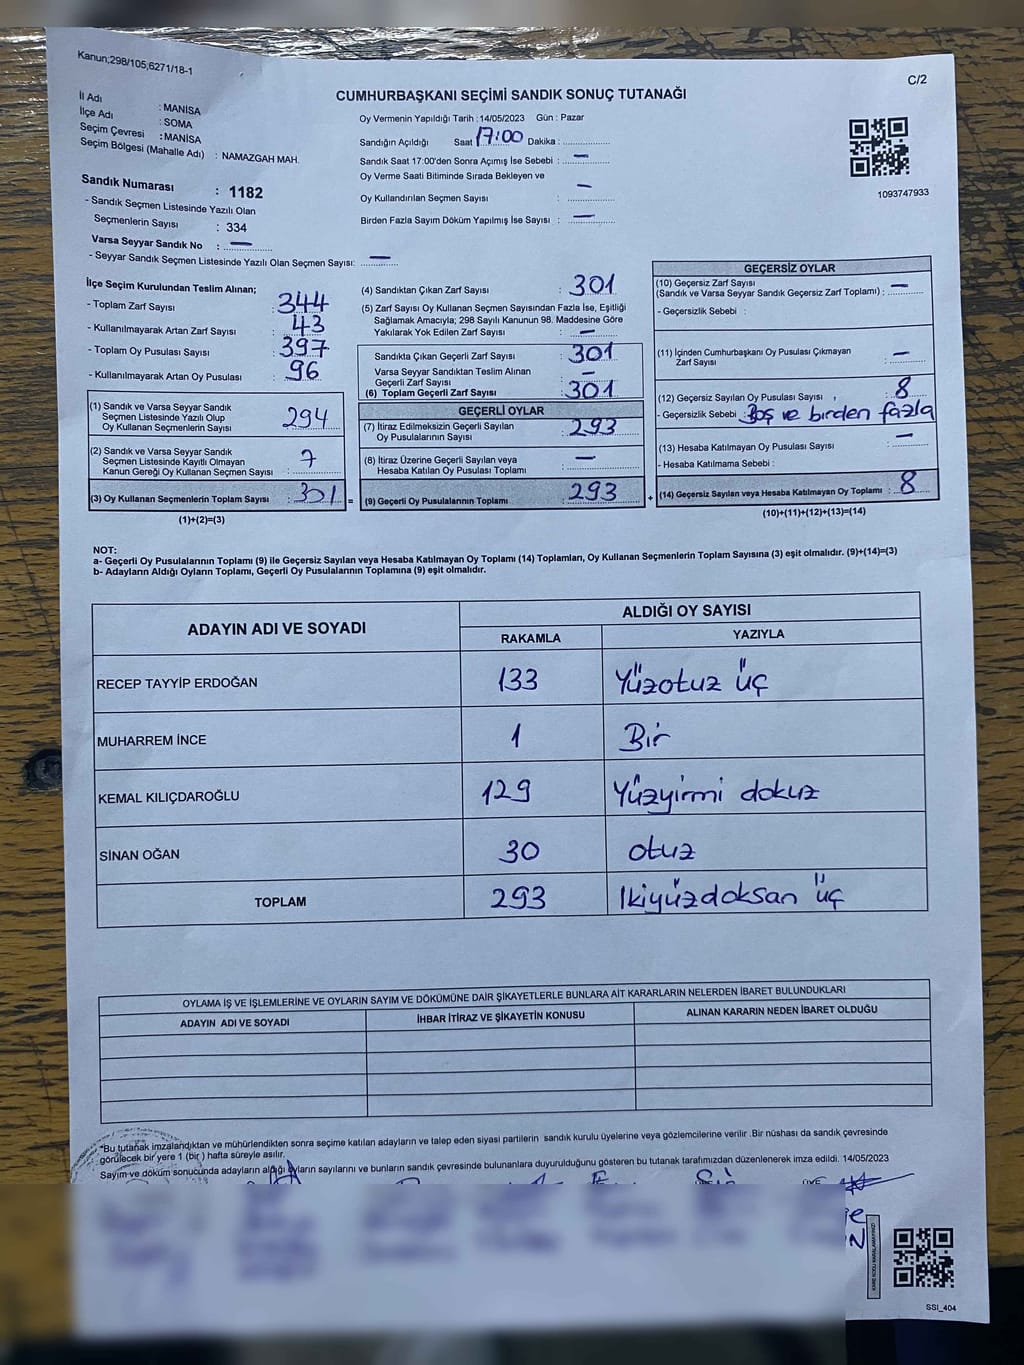 Kanun;298/105;6271/18-1
C/2
CUMHURBAŞKANI SEÇİMİ SANDIK SONUÇ TUTANAĞI
İl Adı : MANİSA
İlçe Adı : SOMA
Seçim Çevresi : MANİSA
Seçim Bölgesi (Mahalle Adı) : NAMAZGAH MAH.
Sandık Numarası : 1182
- Sandık Seçmen Listesinde Yazılı Olan
Seçmenlerin Sayısı : 334
Varsa Seyyar Sandık No : —
- Seyyar Sandık Seçmen Listesinde Yazılı Olan Seçmen Sayısı: —
Oy Vermenin Yapıldığı Tarih : 14/05/2023 Gün : Pazar
Sandığın Açıldığı Saat 17:00 Dakika : ..............
Sandık Saat 17:00'den Sonra Açımış İse Sebebi : —
Oy Verme Saati Bitiminde Sırada Bekleyen ve
Oy Kullandırılan Seçmen Sayısı : —
Birden Fazla Sayım Döküm Yapılmış İse Sayısı : —
1093747933
İlçe Seçim Kurulundan Teslim Alınan;
- Toplam Zarf Sayısı : 344
- Kullanılmayarak Artan Zarf Sayısı : 43
- Toplam Oy Pusulası Sayısı : 397
- Kullanılmayarak Artan Oy Pusulası : 96
(1) Sandık ve Varsa Seyyar Sandık
Seçmen Listesinde Yazılı Olup
Oy Kullanan Seçmenlerin Sayısı : 294
(2) Sandık ve Varsa Seyyar Sandık
Seçmen Listesinde Kayıtlı Olmayan
Kanun Gereği Oy Kullanan Seçmen Sayısı : 7
(3) Oy Kullanan Seçmenlerin Toplam Sayısı : 301 =
(1)+(2)=(3)
(4) Sandıktan Çıkan Zarf Sayısı : 301
(5) Zarf Sayısı Oy Kullanan Seçmen Sayısından Fazla İse, Eşitliği
Sağlamak Amacıyla; 298 Sayılı Kanunun 98. Maddesine Göre
Yakılarak Yok Edilen Zarf Sayısı : —
Sandıkta Çıkan Geçerli Zarf Sayısı : 301
Varsa Seyyar Sandıktan Teslim Alınan
Geçerli Zarf Sayısı : —
(6) Toplam Geçerli Zarf Sayısı : 301
GEÇERLİ OYLAR
(7) İtiraz Edilmeksizin Geçerli Sayılan
Oy Pusulalarının Sayısı : 293
(8) İtiraz Üzerine Geçerli Sayılan veya
Hesaba Katılan Oy Pusulaları Toplamı : —
(9) Geçerli Oy Pusulalarının Toplamı : 293 +
GEÇERSİZ OYLAR
(10) Geçersiz Zarf Sayısı
(Sandık ve Varsa Seyyar Sandık Geçersiz Zarf Toplamı) : —
- Geçersizlik Sebebi :
(11) İçinden Cumhurbaşkanı Oy Pusulası Çıkmayan
Zarf Sayısı : —
(12) Geçersiz Sayılan Oy Pusulası Sayısı : 8
- Geçersizlik Sebebi : Boş ve birden fazla
(13) Hesaba Katılmayan Oy Pusulası Sayısı : —
- Hesaba Katılmama Sebebi :
(14) Geçersiz Sayılan veya Hesaba Katılmayan Oy Toplamı : 8
(10)+(11)+(12)+(13)=(14)
NOT:
a- Geçerli Oy Pusulalarının Toplamı (9) ile Geçersiz Sayılan veya Hesaba Katılmayan Oy Toplamı (14) Toplamları, Oy Kullanan Seçmenlerin Toplam Sayısına (3) eşit olmalıdır. (9)+(14)=(3)
b- Adayların Aldığı Oyların Toplamı, Geçerli Oy Pusulalarının Toplamına (9) eşit olmalıdır.
ADAYIN ADI VE SOYADI ALDIĞI OY SAYISI
RAKAMLA YAZIYLA
RECEP TAYYİP ERDOĞAN 133 Yüzotuz üç
MUHARREM İNCE 1 Bir
KEMAL KILIÇDAROĞLU 129 Yüzyirmi dokuz
SİNAN OĞAN 30 otuz
TOPLAM 293 İkiyüzdoksan üç
OYLAMA İŞ VE İŞLEMLERİNE VE OYLARIN SAYIM VE DÖKÜMÜNE DAİR ŞİKAYETLERLE BUNLARA AİT KARARLARIN NELERDEN İBARET BULUNDUKLARI
ADAYIN ADI VE SOYADI İHBAR İTİRAZ VE ŞİKAYETİN KONUSU ALINAN KARARIN NEDEN İBARET OLDUĞU
*Bu tutanak imzalandıktan ve mühürlendikten sonra seçime katılan adayların ve talep eden siyasi partilerin sandık kurulu üyelerine veya gözlemcilerine verilir .Bir nüshası da sandık çevresinde
görülecek bir yere 1 (bir ) hafta süreyle asılır.
Sayım ve döküm sonucunda adayların aldığı oyların sayılarını ve bunların sandık çevresinde bulunanlara duyurulduğunu gösteren bu tutanak tarafımızdan düzenlenerek imza edildi. 14/05/2023
SSI_404